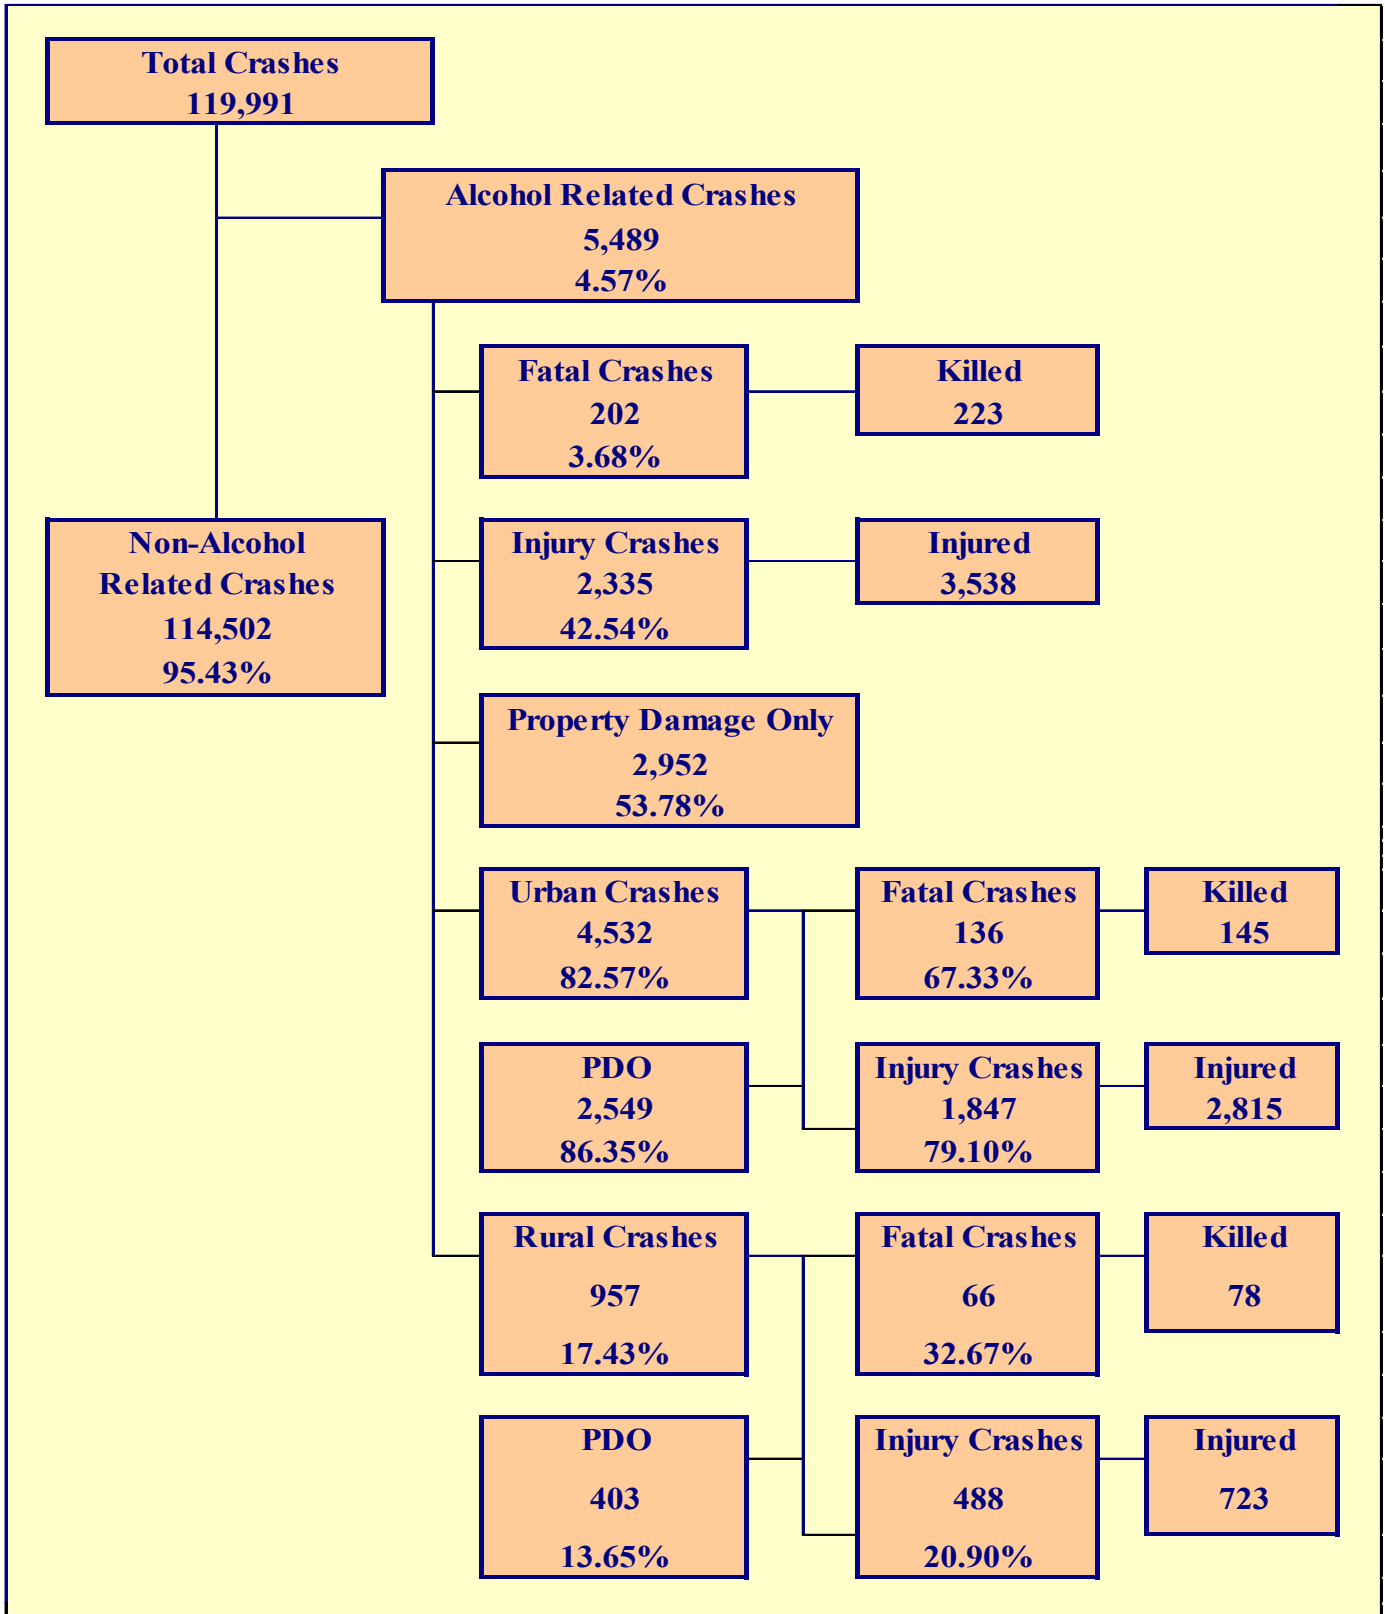 Total Crashes
119,991
Alcohol Related Crashes
5,489
4.57%
Fatal Crashes
202
3.68%
Killed
223
Non-Alcohol
Related Crashes
114,502
95.43%
Injury Crashes
2,335
42.54%
Injured
3,538
Property Damage Only
2,952
53.78%
Urban Crashes
4,532
82.57%
Fatal Crashes
136
67.33%
Killed
145
PDO
2,549
86.35%
Injury Crashes
1,847
79.10%
Injured
2,815
Rural Crashes
957
17.43%
Fatal Crashes
66
32.67%
Killed
78
PDO
403
13.65%
Injury Crashes
488
20.90%
Injured
723